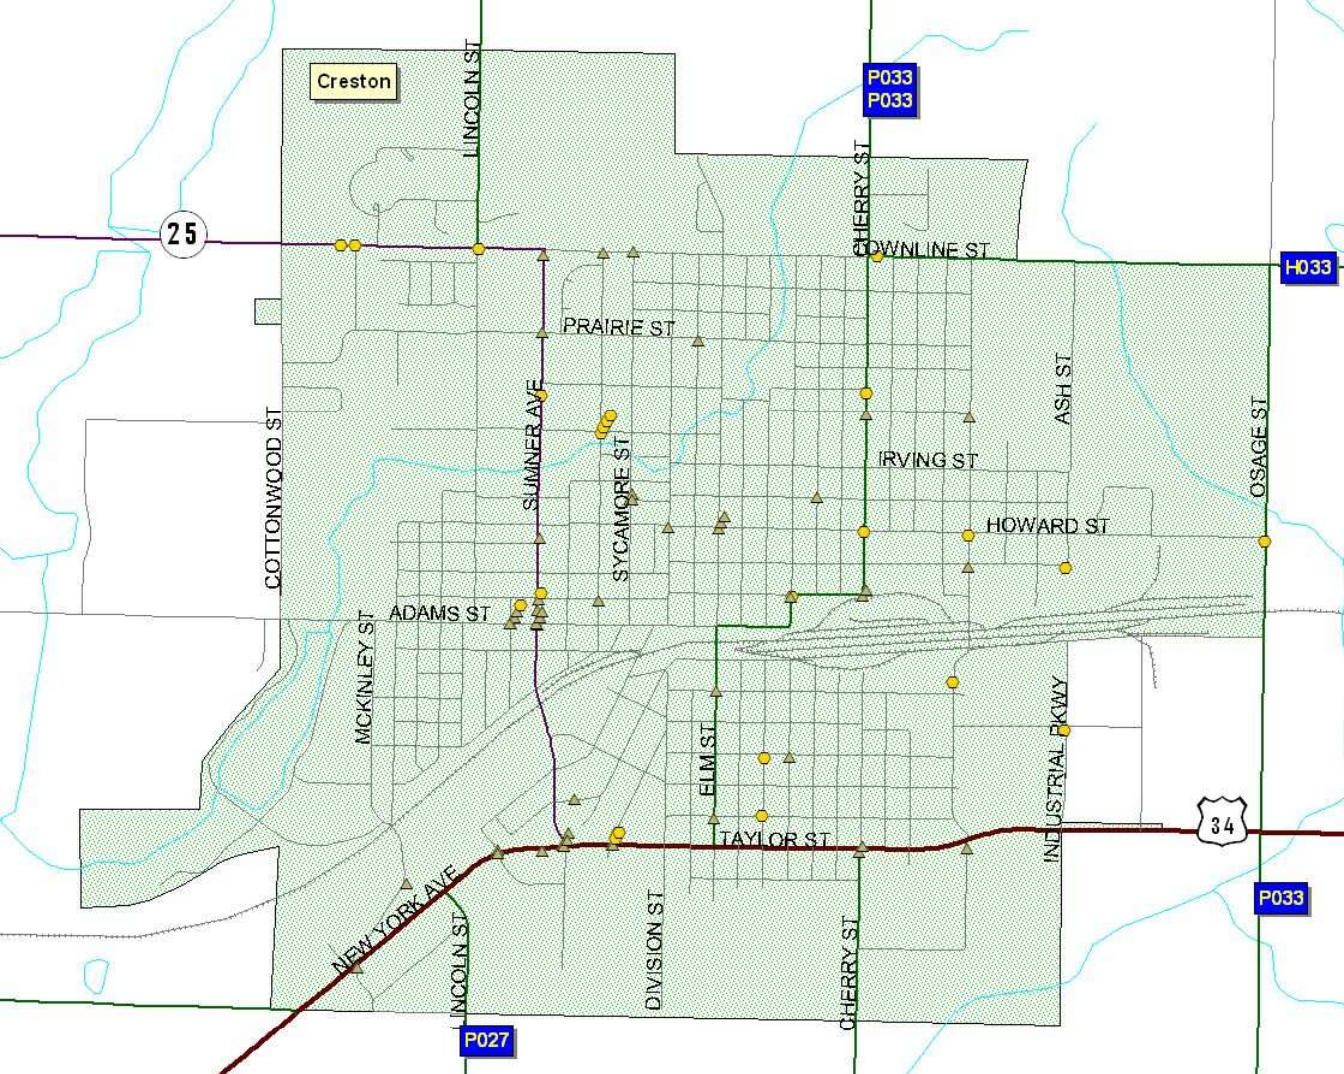 Creston
LINCOLN ST
P033
P033
CHERRY ST
25
TOWNLINE ST
H033
PRAIRIE ST
ASH ST
SUMNER AVE
COTTONWOOD ST
SYCAMORE ST
IRVING ST
OSAGE ST
HOWARD ST
ADAMS ST
MCKINLEY ST
ELM ST
INDUSTRIAL PKWY
TAYLOR ST
34
NEW YORK AVE
LINCOLN ST
DIVISION ST
CHERRY ST
P033
P027